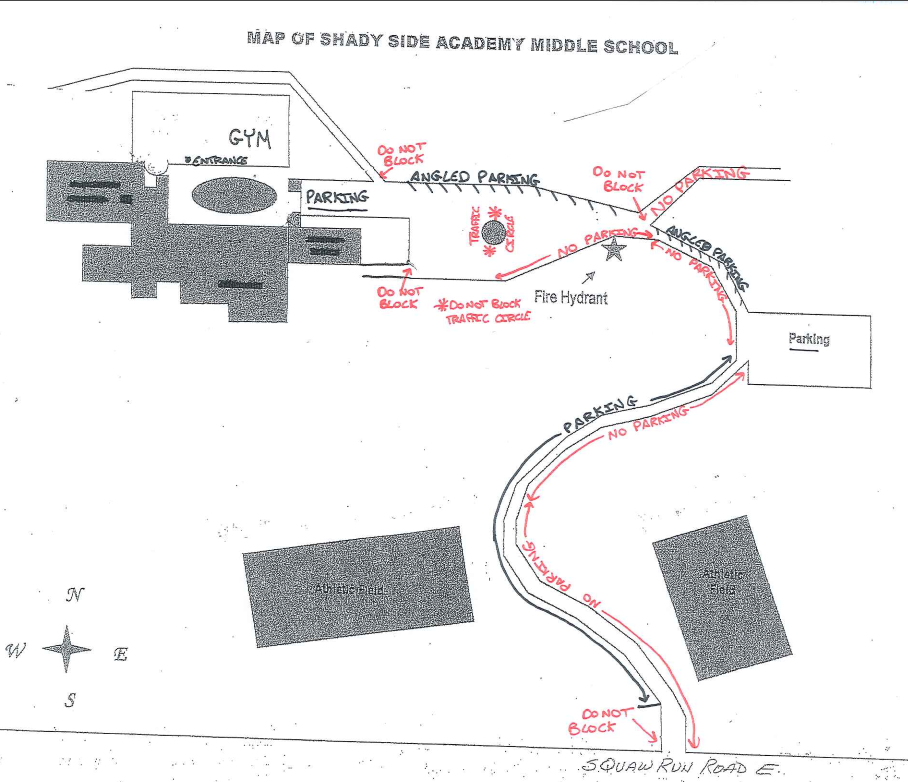 MAP OF SHADY SIDE ACADEMY MIDDLE SCHOOL
GYM
*ENTRANCE
DO NOT
BLOCK
ANGLED PARKING
DO NOT
BLOCK
NO PARKING
PARKING
TRAFFIC
CIRCLE
NO PARKING
ANGLED PARKING
NO PARKING
DO NOT
BLOCK
*DO NOT BLOCK
TRAFFIC CIRCLE
Fire Hydrant
Parking
PARKING
NO PARKING
NO PARKING
Athletic Field
Athletic
Field
N
W
E
S
DO NOT
BLOCK
SQUAW RUN ROAD E.